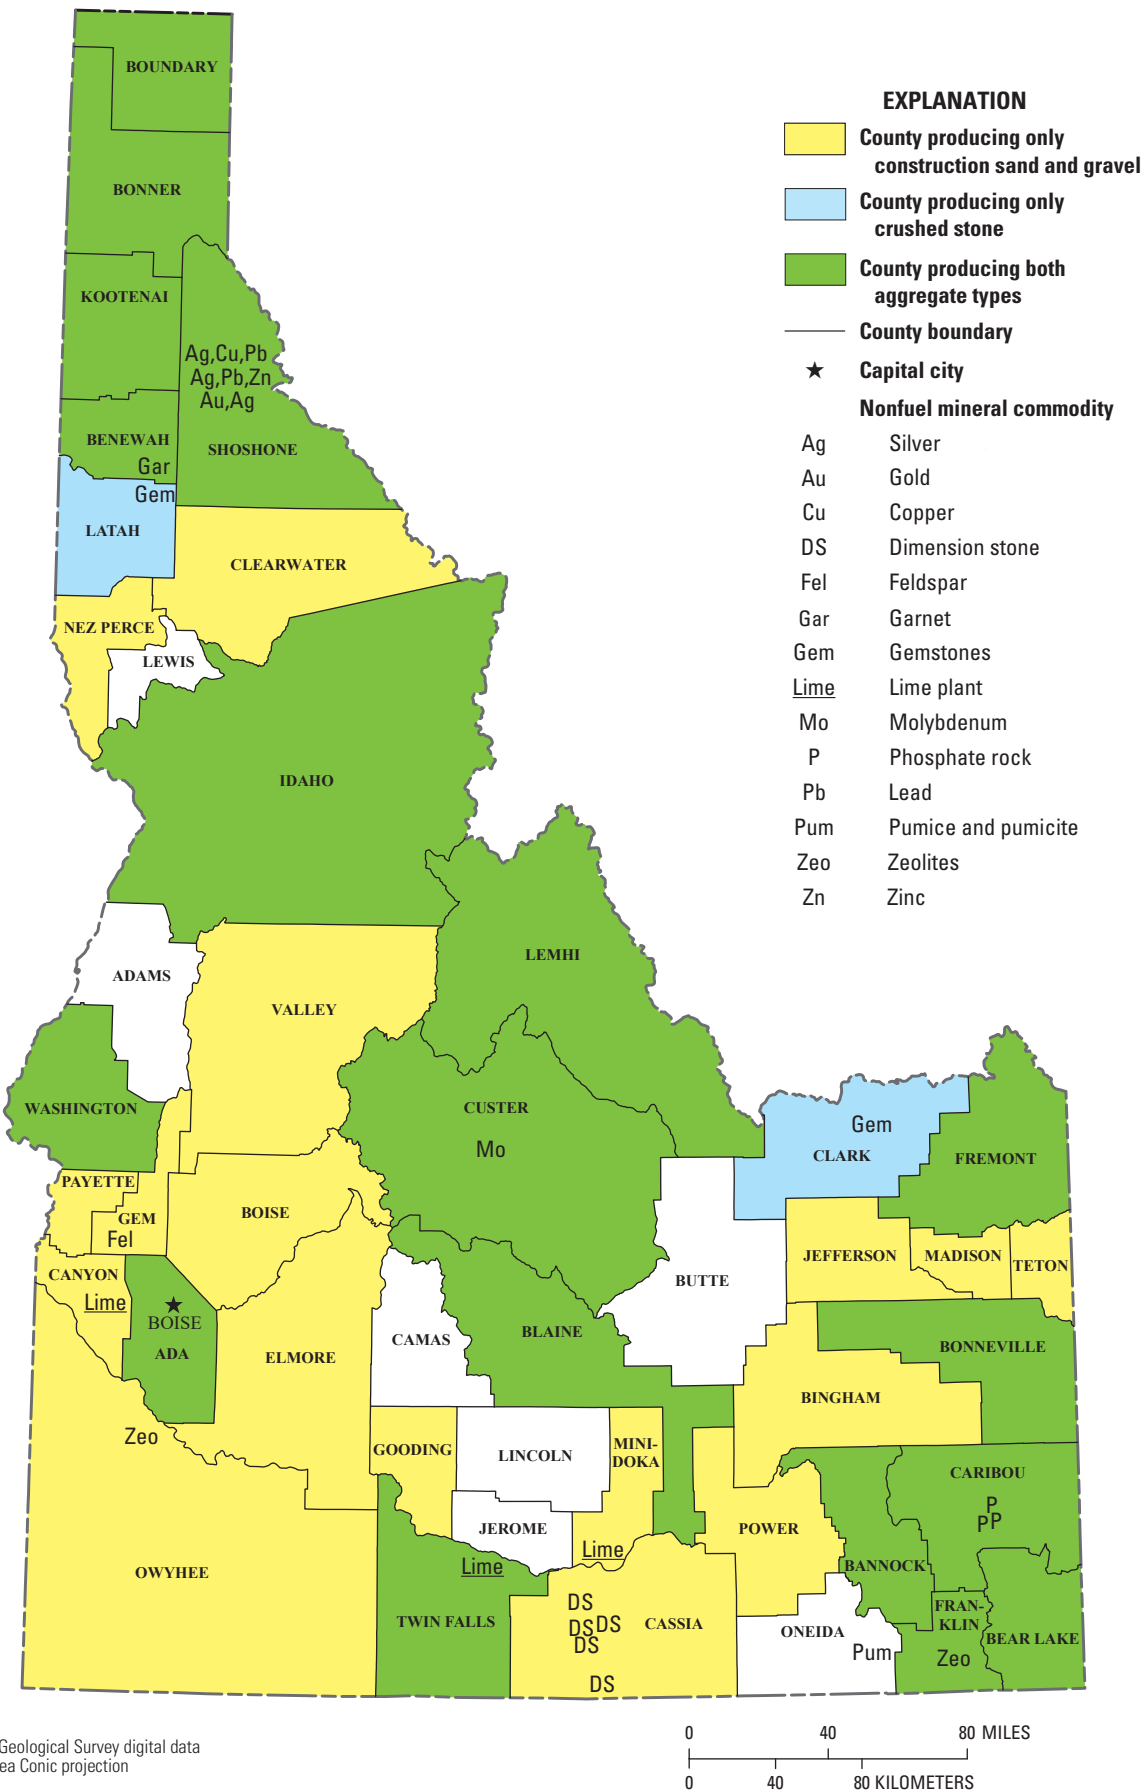 EXPLANATION
County producing only
construction sand and gravel
County producing only
crushed stone
County producing both
aggregate types
County boundary
★ Capital city
Nonfuel mineral commodity
Ag Silver
Au Gold
Cu Copper
DS Dimension stone
Fel Feldspar
Gar Garnet
Gem Gemstones
Lime Lime plant
Mo Molybdenum
P Phosphate rock
Pb Lead
Pum Pumice and pumicite
Zeo Zeolites
Zn Zinc
BOUNDARY
BONNER
KOOTENAI
Ag,Cu,Pb
Ag,Pb,Zn
Au,Ag
BENEWAH
SHOSHONE
Gar
Gem
LATAH
CLEARWATER
NEZ PERCE
LEWIS
IDAHO
LEMHI
ADAMS
VALLEY
WASHINGTON
CUSTER
Mo
Gem
CLARK
FREMONT
PAYETTE
GEM
Fel
BOISE
JEFFERSON
MADISON
TETON
CANYON
Lime
BUTTE
★
BOISE
ADA
ELMORE
CAMAS
BLAINE
BONNEVILLE
BINGHAM
Zeo
GOODING
LINCOLN
MINI-
DOKA
CARIBOU
P
PP
JEROME
POWER
Lime
Lime
BANNOCK
OWYHEE
TWIN FALLS
DS
DSDS
DS
DS
CASSIA
ONEIDA
Pum
FRAN-
KLIN
Zeo
BEAR LAKE
Geological Survey digital data
ea Conic projection
0 40 80 MILES
0 40 80 KILOMETERS